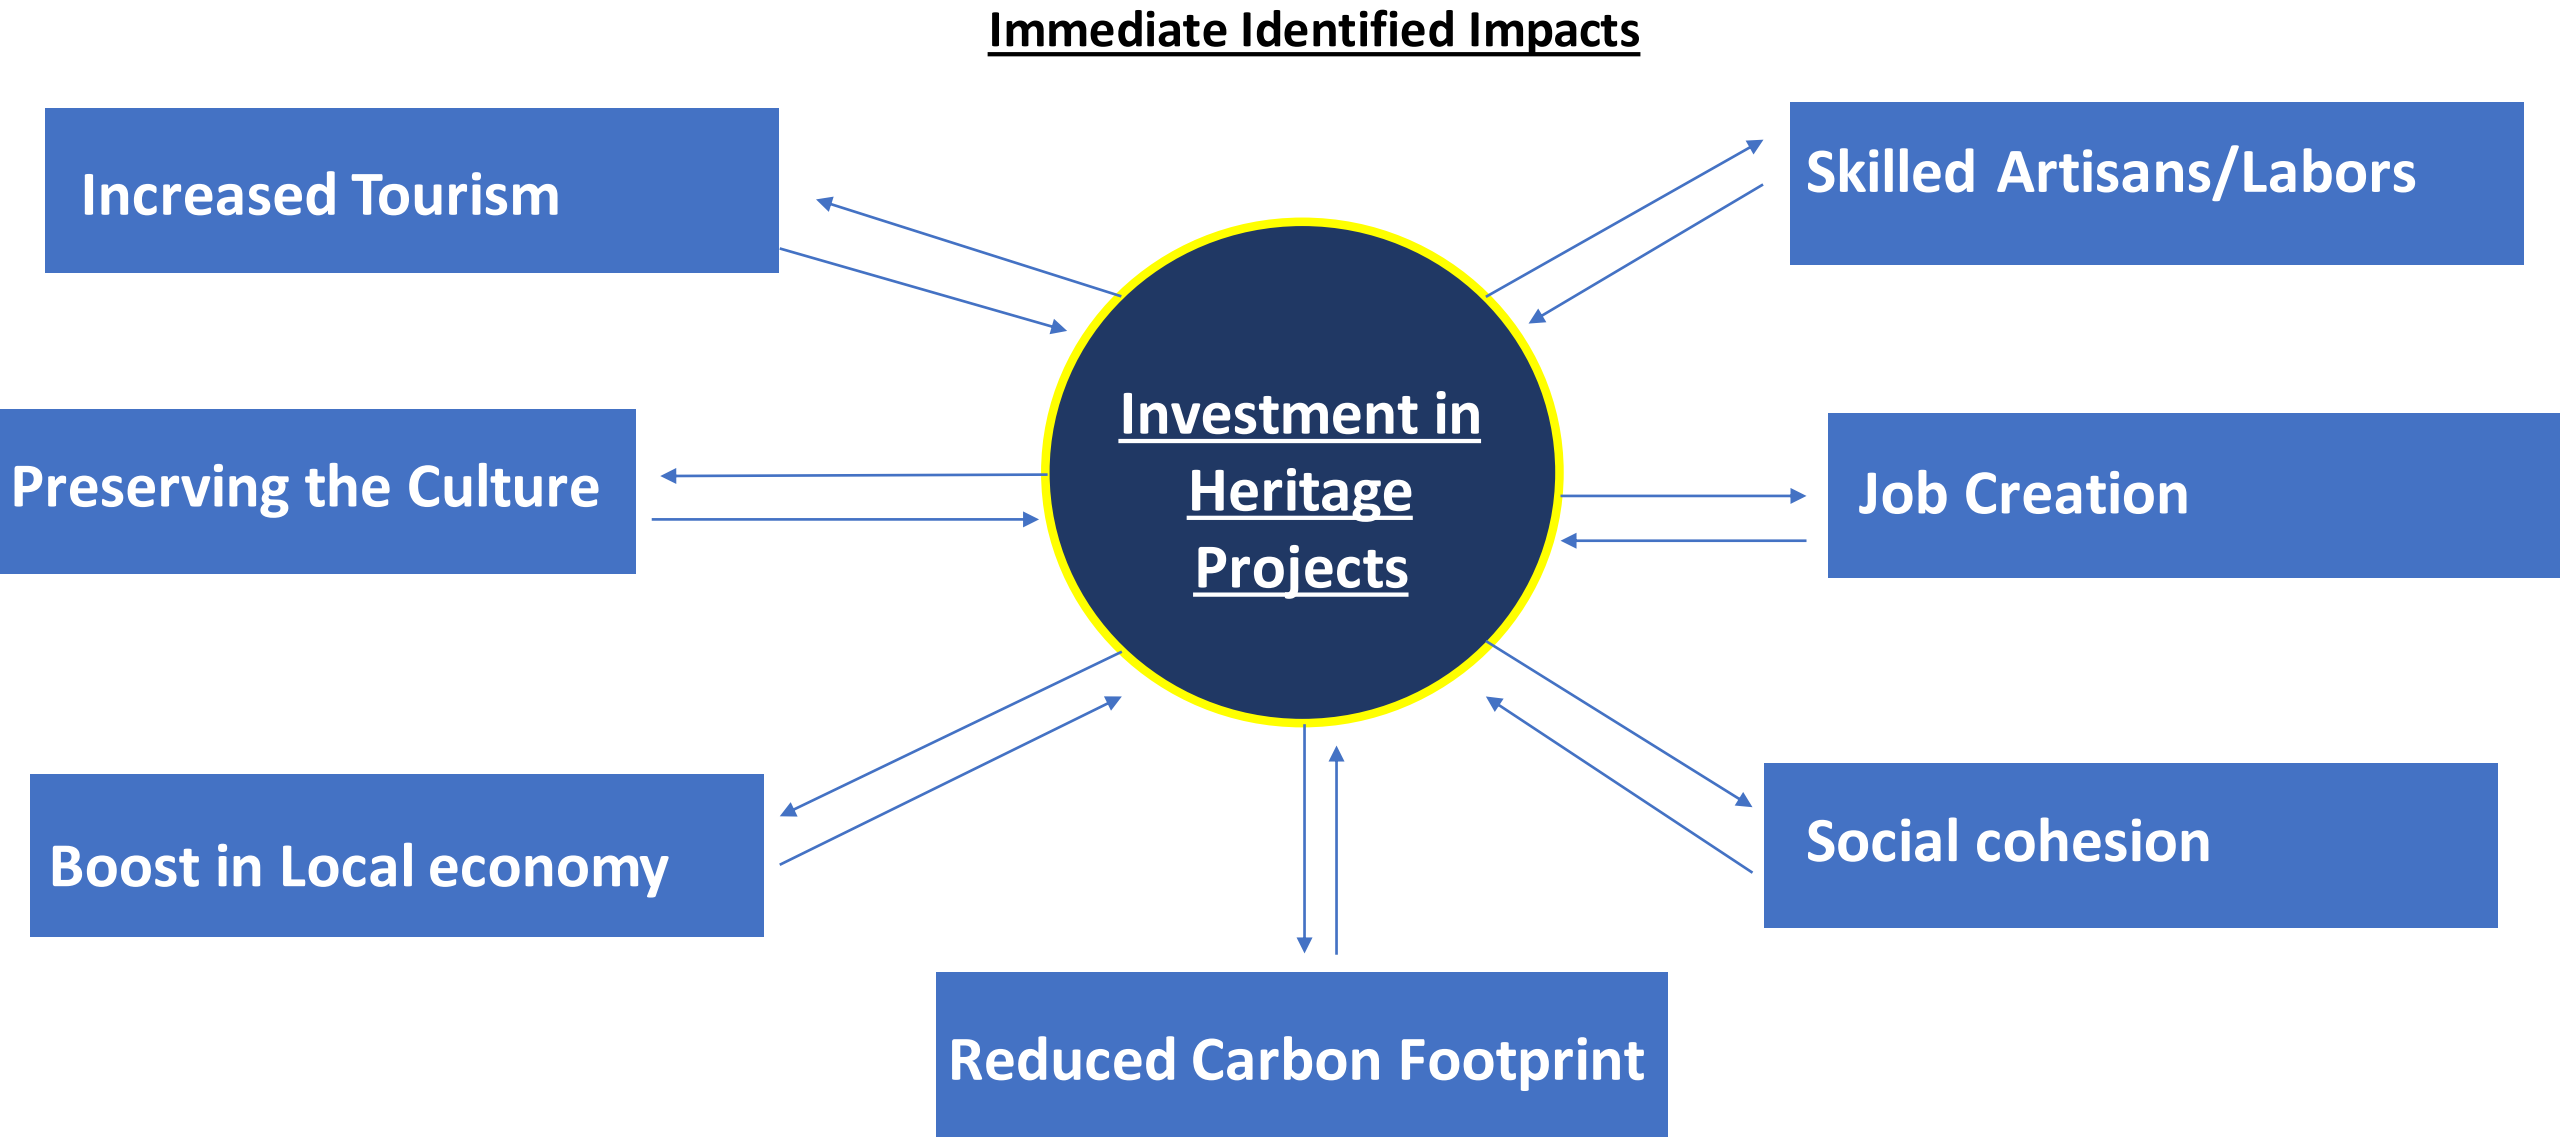 Immediate Identified Impacts
Increased Tourism
Skilled Artisans/Labors
Investment in
Heritage
Projects
Preserving the Culture
Job Creation
Boost in Local economy
Social cohesion
Reduced Carbon Footprint